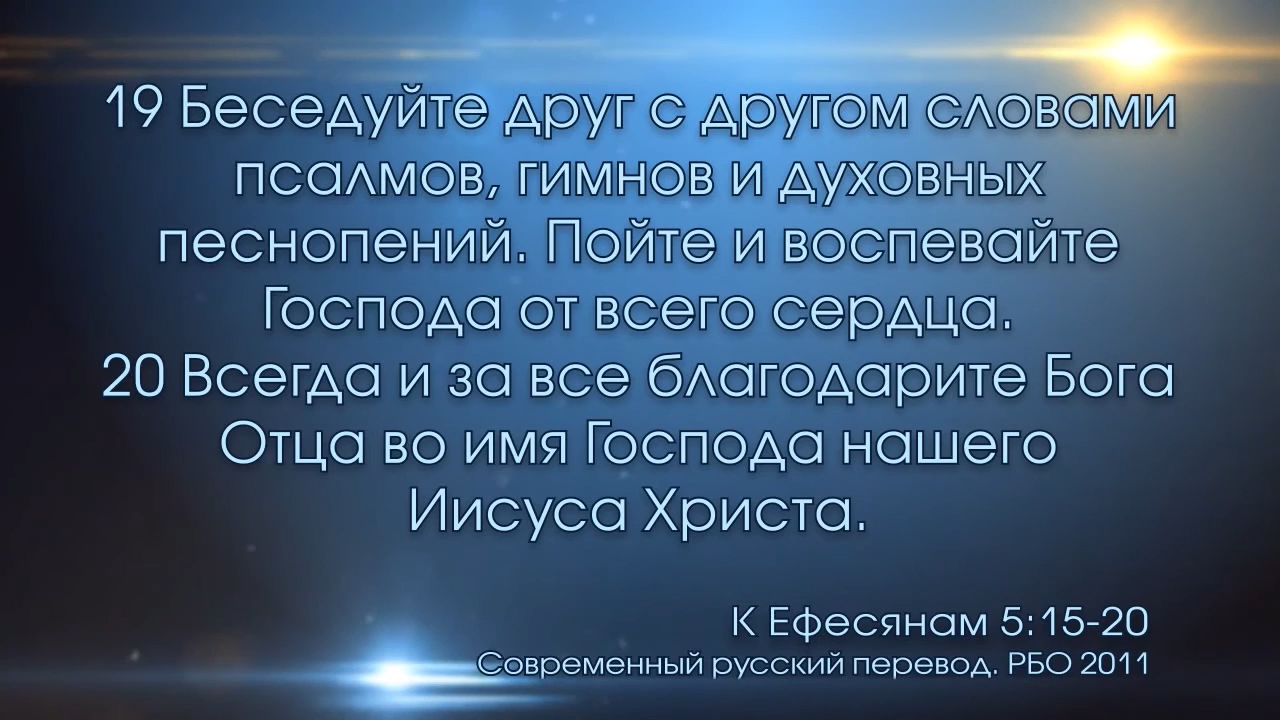 19 Беседуйте друг с другом словами
псалмов, гимнов и духовных
песнопений. Пойте и воспевайте
Господа от всего сердца.
20 Всегда и за все благодарите Бога
Отца во имя Господа нашего
Иисуса Христа.
К Ефесянам 5:15-20
Современный русский перевод. РБО 2011